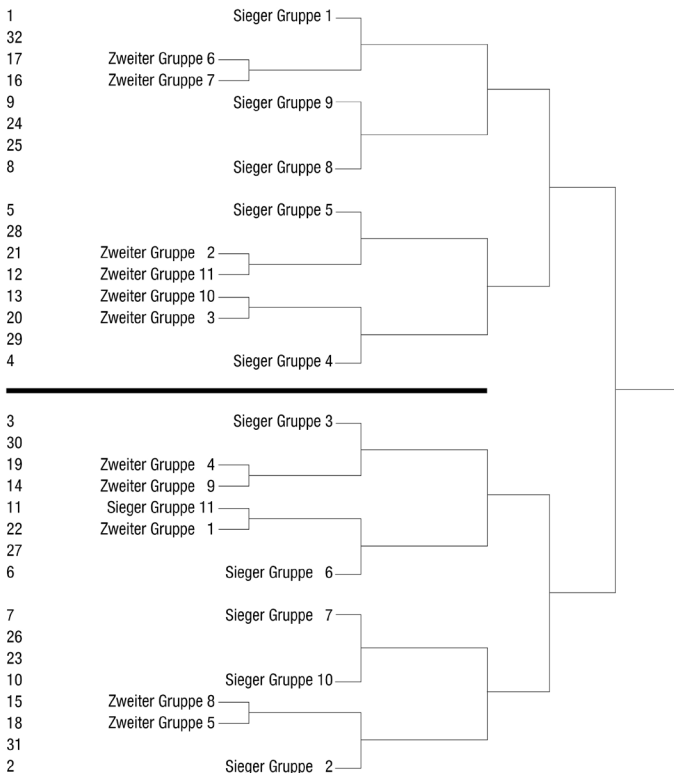 1 Sieger Gruppe 1
32
17 Zweiter Gruppe 6
16 Zweiter Gruppe 7
9 Sieger Gruppe 9
24
25
8 Sieger Gruppe 8
5 Sieger Gruppe 5
28
21 Zweiter Gruppe 2
12 Zweiter Gruppe 11
13 Zweiter Gruppe 10
20 Zweiter Gruppe 3
29
4 Sieger Gruppe 4
3 Sieger Gruppe 3
30
19 Zweiter Gruppe 4
14 Zweiter Gruppe 9
11 Sieger Gruppe 11
22 Zweiter Gruppe 1
27
6 Sieger Gruppe 6
7 Sieger Gruppe 7
26
23
10 Sieger Gruppe 10
15 Zweiter Gruppe 8
18 Zweiter Gruppe 5
31
2 Sieger Gruppe 2